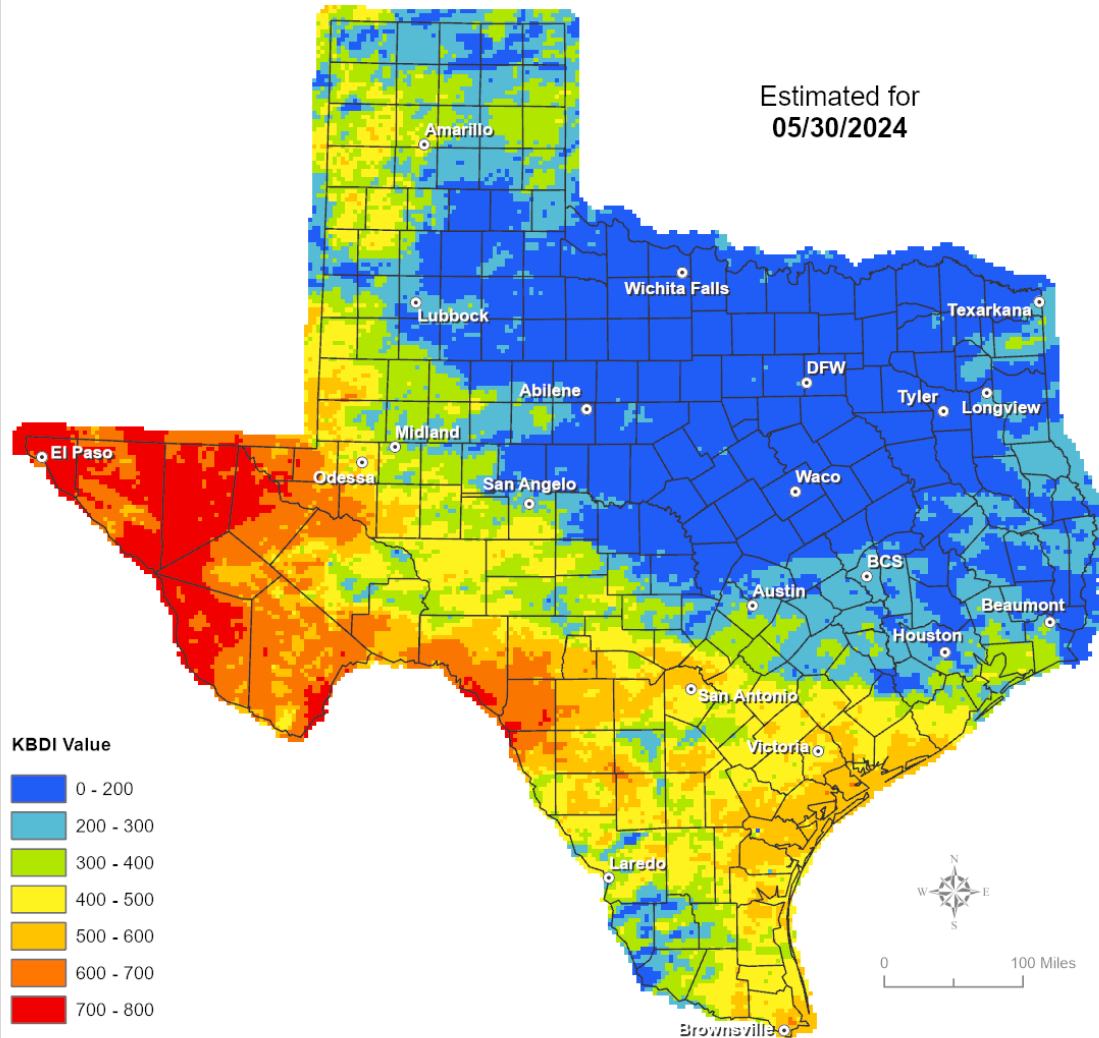 Estimated for
05/30/2024
Amarillo
Wichita Falls
Lubbock
Texarkana
DFW
Abilene
Tyler
Longview
Midland
El Paso
Odessa
San Angelo
Waco
BCS
Austin
Beaumont
Houston
San Antonio
Victoria
Laredo
Brownsville
KBDI Value
0 - 200
200 - 300
300 - 400
400 - 500
500 - 600
600 - 700
700 - 800
N
W E
S
0 100 Miles